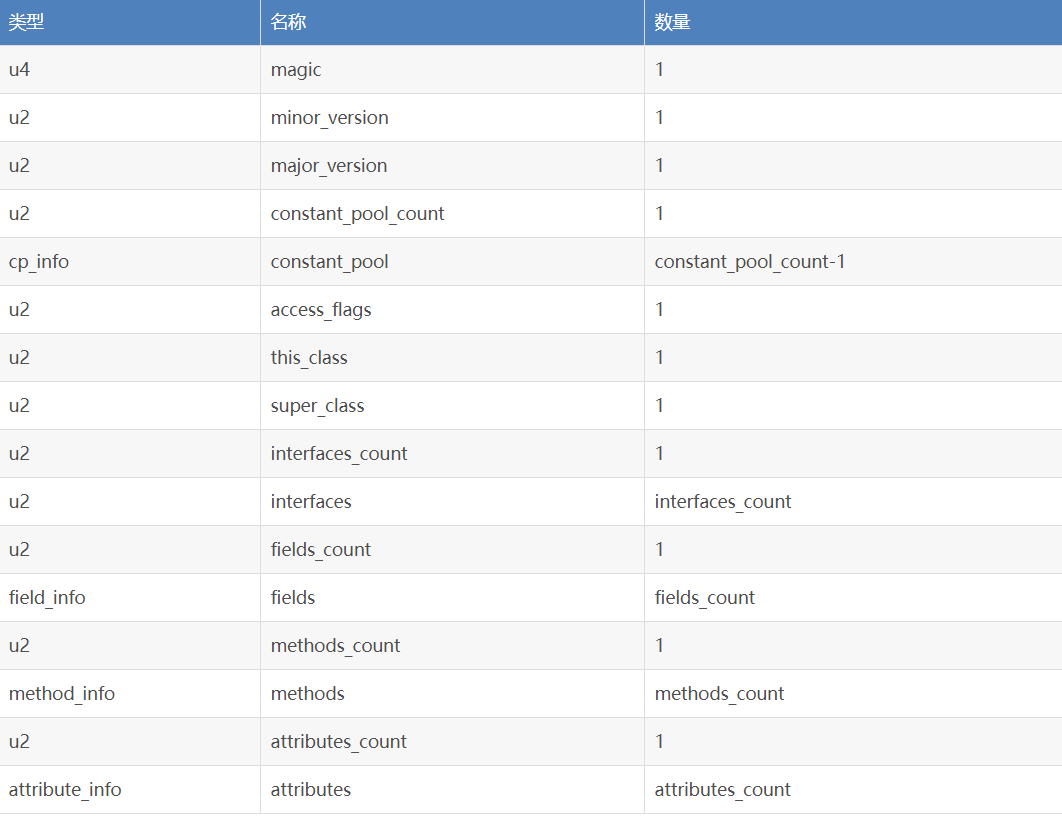 类型 名称 数量
u4 magic 1
u2 minor_version 1
u2 major_version 1
u2 constant_pool_count 1
cp_info constant_pool constant_pool_count-1
u2 access_flags 1
u2 this_class 1
u2 super_class 1
u2 interfaces_count 1
u2 interfaces interfaces_count
u2 fields_count 1
field_info fields fields_count
u2 methods_count 1
method_info methods methods_count
u2 attributes_count 1
attribute_info attributes attributes_count